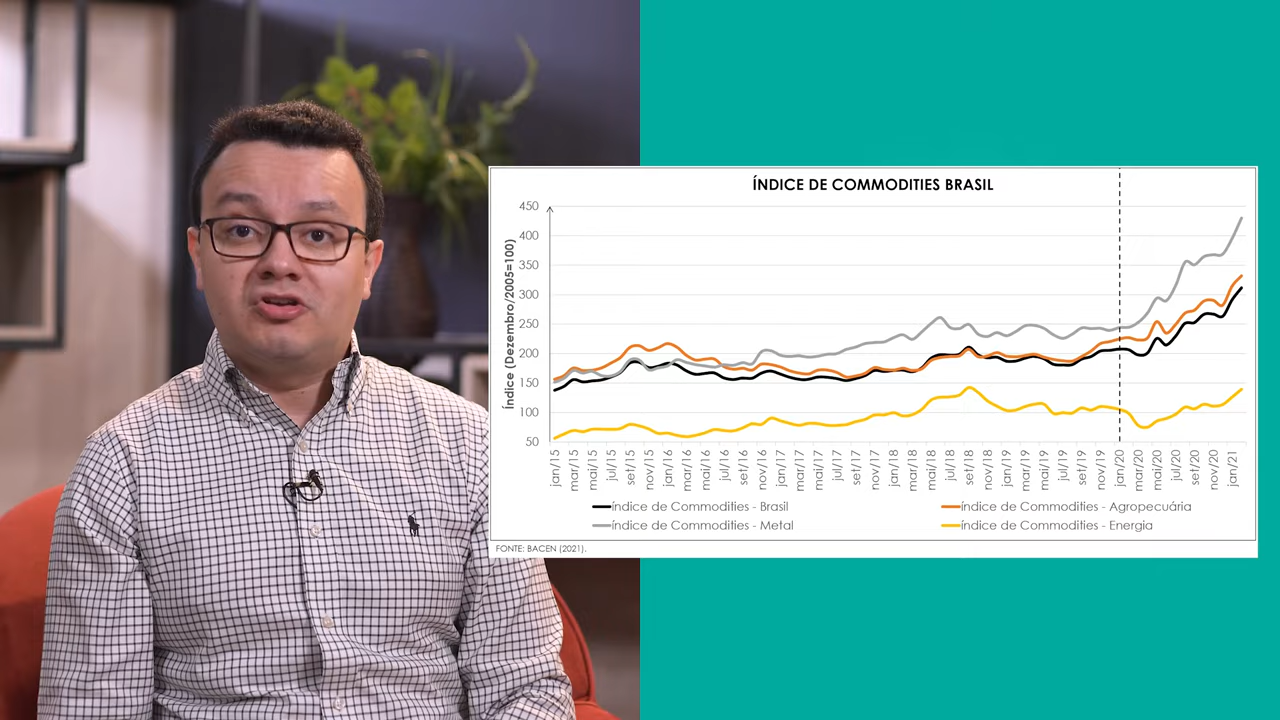 ÍNDICE DE COMMODITIES BRASIL
Índice (Dezembro/2005=100)
450
400
350
300
250
200
150
100
50
jan/15
mar/15
mai/15
jul/15
set/15
nov/15
jan/16
mar/16
mai/16
jul/16
set/16
nov/16
jan/17
mar/17
mai/17
jul/17
set/17
nov/17
jan/18
mar/18
mai/18
jul/18
set/18
nov/18
jan/19
mar/19
mai/19
jul/19
set/19
nov/19
jan/20
mar/20
mai/20
jul/20
set/20
nov/20
jan/21
Índice de Commodities - Brasil
Índice de Commodities - Agropecuária
Índice de Commodities - Metal
Índice de Commodities - Energia
FONTE: BACEN (2021).